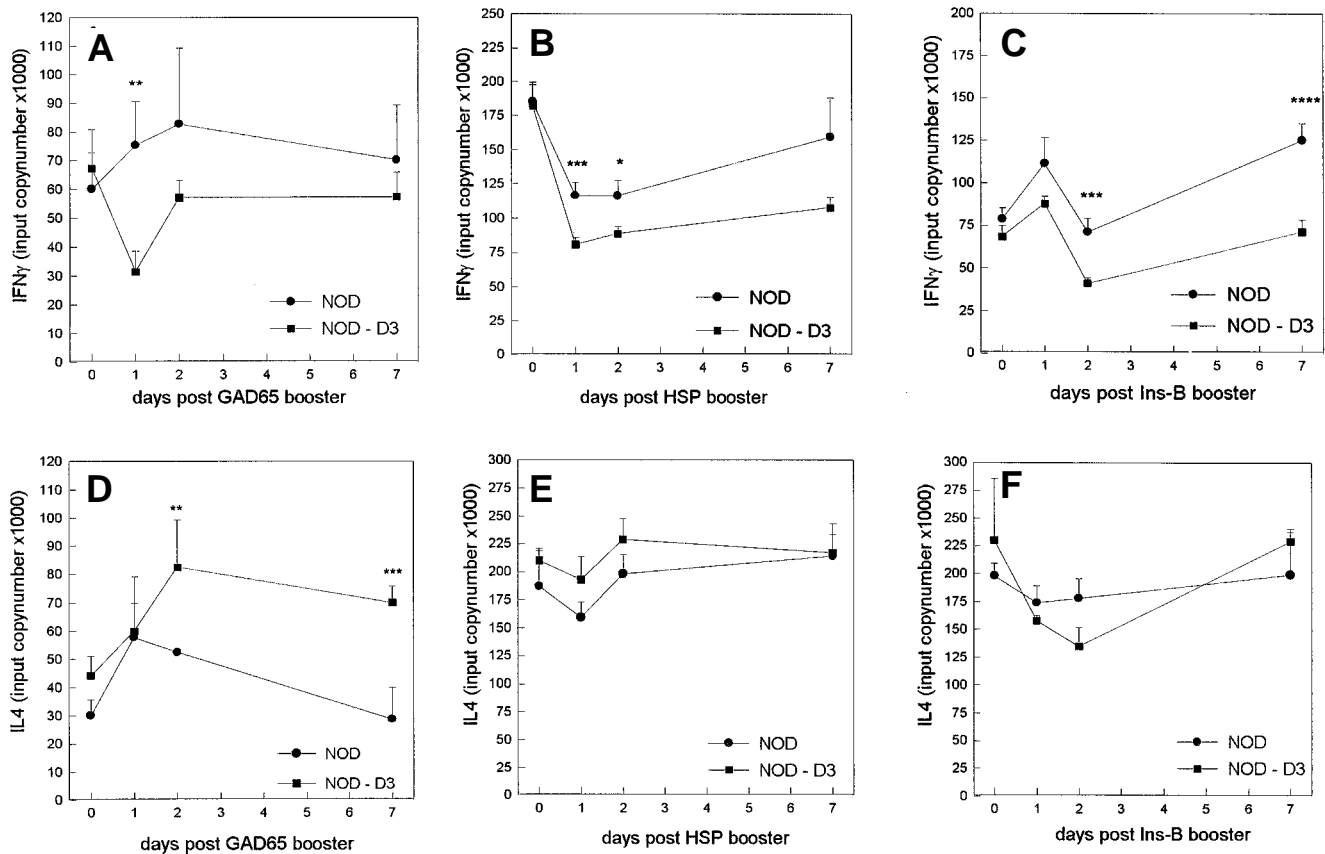 A
IFNγ (input copynumber x1000)
120
110
100
90
80
70
60
50
40
30
20
10
0
**
NOD
NOD - D3
0 1 2 3 4 5 6 7
days post GAD65 booster
B
IFNγ (input copynumber x1000)
250
225
200
175
150
125
100
75
50
25
0
***
*
NOD
NOD - D3
0 1 2 3 4 5 6 7
days post HSP booster
C
IFNγ (input copynumber x1000)
200
175
150
125
100
75
50
25
0
***
****
NOD
NOD - D3
0 1 2 3 4 5 6 7
days post Ins-B booster
D
IL4 (input copynumber x1000)
120
110
100
90
80
70
60
50
40
30
20
10
0
**
***
NOD
NOD - D3
0 1 2 3 4 5 6 7
days post GAD65 booster
E
IL4 (input copynumber x1000)
300
275
250
225
200
175
150
125
100
75
50
25
0
NOD
NOD - D3
0 1 2 3 4 5 6 7
days post HSP booster
F
IL4 (input copynumber x1000)
300
275
250
225
200
175
150
125
100
75
50
25
0
NOD
NOD - D3
0 1 2 3 4 5 6 7
days post Ins-B booster